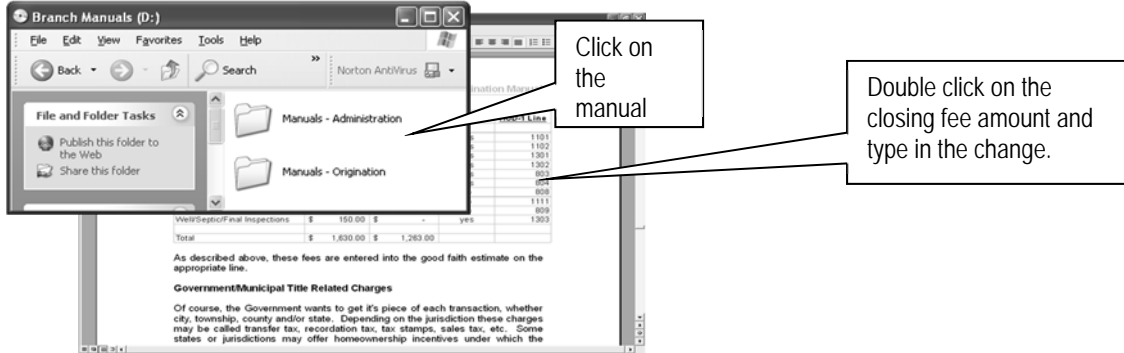 Branch Manuals (D:)
File Edit View Favorites Tools Help
Back Search » Norton AntiVirus
File and Folder Tasks
Publish this folder to
the Web
Share this folder
Manuals - Administration
Manuals - Origination
Click on
the
manual
Double click on the
closing fee amount and
type in the change.
ination Manu
HUD-1 Line
1101
1102
1301
1302
803
804
808
1111
809
Well/Septic/Final Inspections $ 150.00 $ - yes 1303
Total $ 1,630.00 $ 1,263.00
As described above, these fees are entered into the good faith estimate on the
appropriate line.
Government/Municipal Title Related Charges
Of course, the Government wants to get it's piece of each transaction, whether
city, township, county and/or state. Depending on the jurisdiction these charges
may be called transfer tax, recordation tax, tax stamps, sales tax, etc. Some
states or jurisdictions may offer homeownership incentives under which the